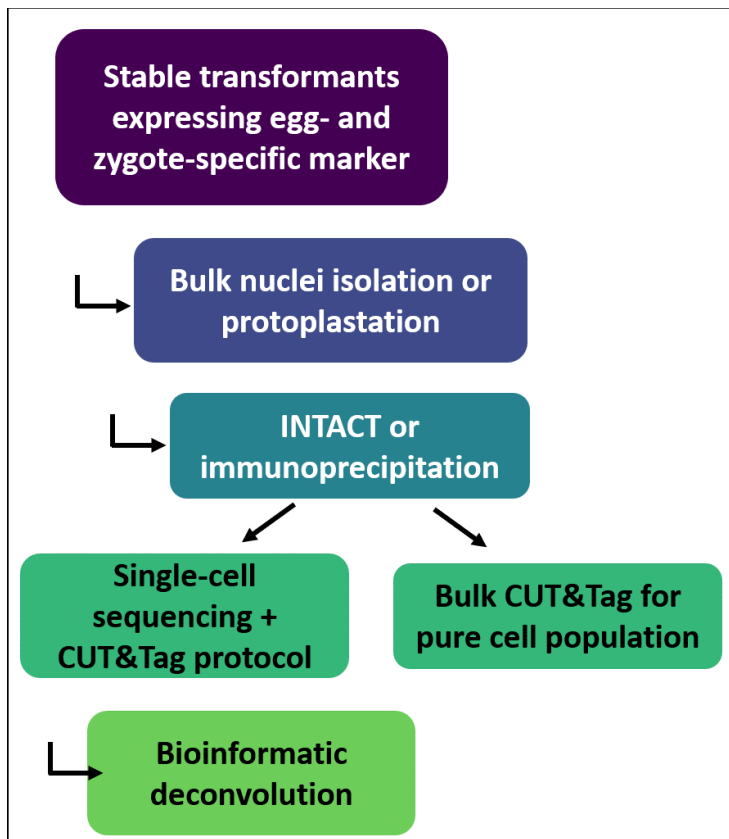 Stable transformants
expressing egg- and
zygote-specific marker
Bulk nuclei isolation or
protoplastation
INTACT or
immunoprecipitation
Single-cell
sequencing +
CUT&Tag protocol
Bulk CUT&Tag for
pure cell population
Bioinformatic
deconvolution